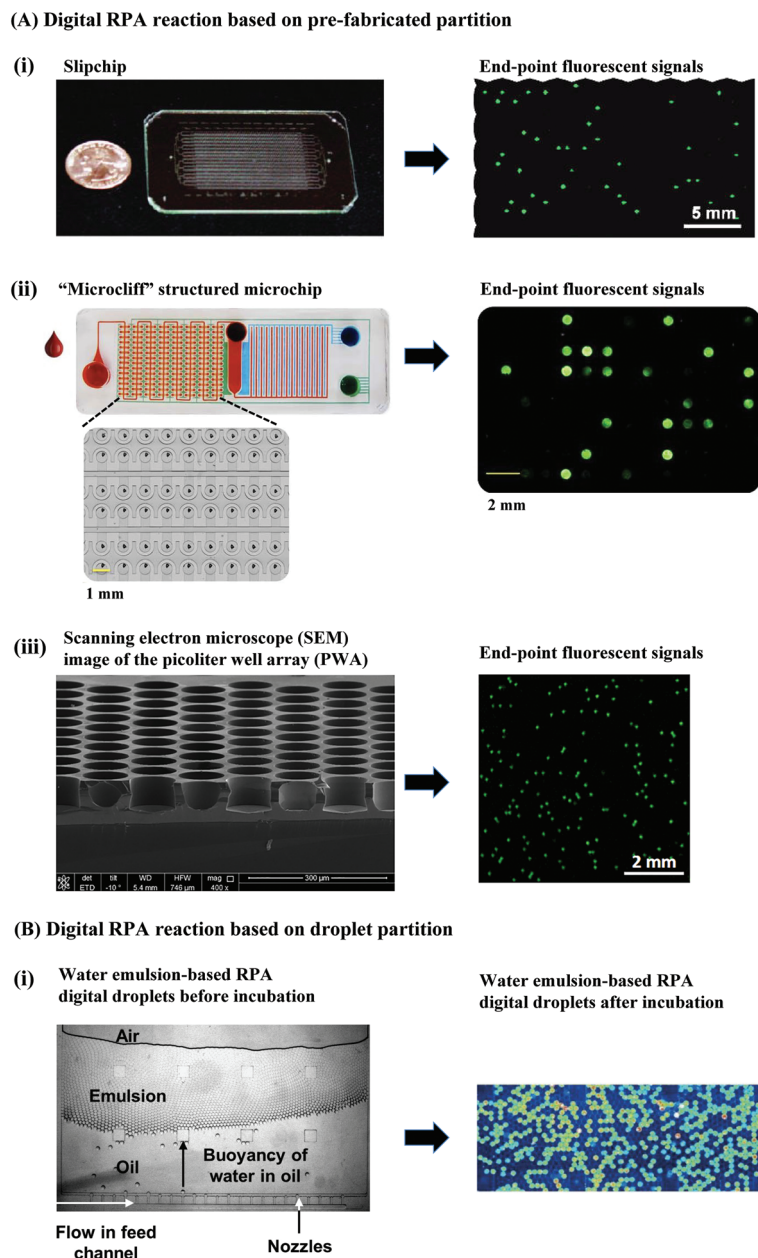 (A) Digital RPA reaction based on pre-fabricated partition
(i) Slipchip
End-point fluorescent signals
5 mm
(ii) “Microcliff” structured microchip
End-point fluorescent signals
2 mm
1 mm
(iii) Scanning electron microscope (SEM)
image of the picoliter well array (PWA)
End-point fluorescent signals
det tilt WD HFW mag 300 µm
ETD -10 ° 5.4 mm 746 µm 400 x
2 mm
(B) Digital RPA reaction based on droplet partition
(i) Water emulsion-based RPA
digital droplets before incubation
Water emulsion-based RPA
digital droplets after incubation
Air
Emulsion
Oil
Buoyancy of
water in oil
Flow in feed
channel
Nozzles